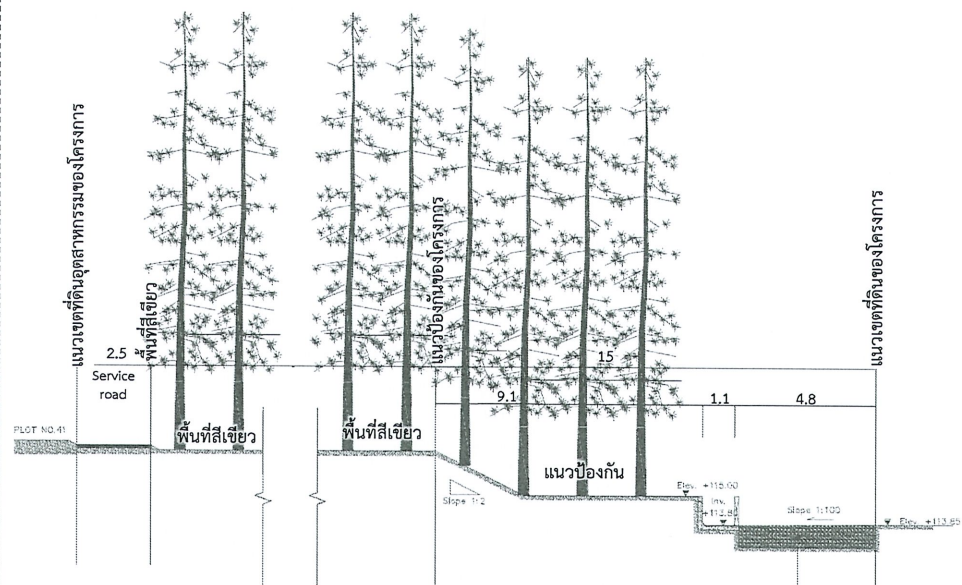 แนวเขตที่ดินอุตสาหกรรมของโครงการ
พื้นที่สีเขียว
แนวป้องกันของโครงการ
แนวเขตที่ดินของโครงการ
2.5
Service
road
15
9.1
1.1
4.8
PLOT NO.41
พื้นที่สีเขียว
พื้นที่สีเขียว
แนวป้องกัน
Slope 1:2
Elev. +115.00
Inv.
+113.80
Slope 1:100
Elev. +113.85